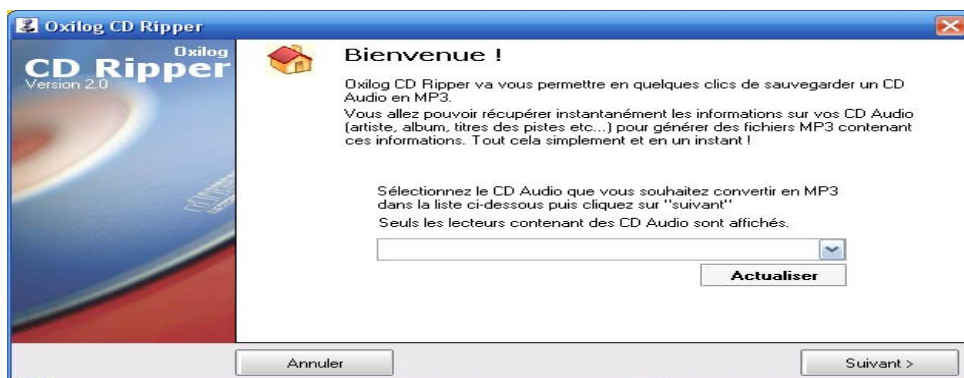 Oxilog CD Ripper
Oxilog
CD Ripper
Version 2.0
Bienvenue !
Oxilog CD Ripper va vous permettre en quelques clics de sauvegarder un CD
Audio en MP3.
Vous allez pouvoir récupérer instantanément les informations sur vos CD Audio
(artiste, album, titres des pistes etc...) pour générer des fichiers MP3 contenant
ces informations. Tout cela simplement et en un instant !
Sélectionnez le CD Audio que vous souhaitez convertir en MP3
dans la liste ci-dessous puis cliquez sur "suivant"
Seuls les lecteurs contenant des CD Audio sont affichés.
Actualiser
Annuler
Suivant >